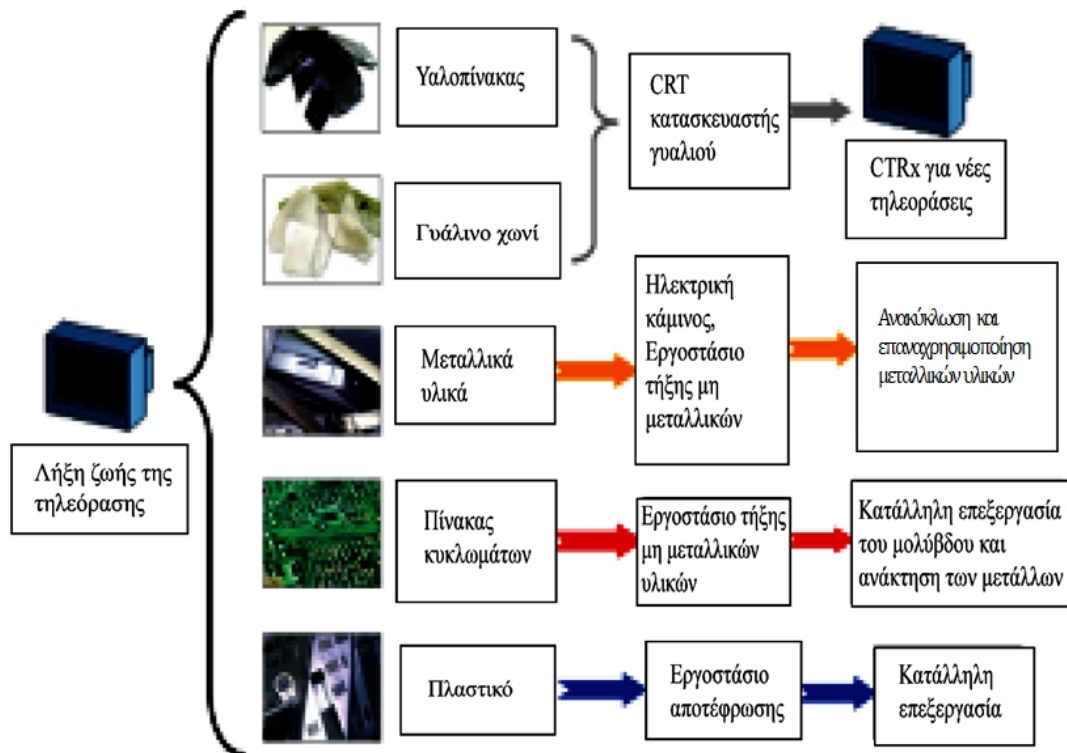 Υαλοπίνακας
CRT
κατασκευαστής
γυαλιού
CTRx για νέες
τηλεοράσεις
Γυάλινο χωνί
Λήξη ζωής της
τηλεόρασης
Μεταλλικά
υλικά
Ηλεκτρική
κάμινος,
Εργοστάσιο
τήξης μη
μεταλλικών
Ανακύκλωση και
επαναχρησιμοποίηση
μεταλλικών υλικών
Πίνακας
κυκλωμάτων
Εργοστάσιο τήξης
μη μεταλλικών
υλικών
Κατάλληλη επεξεργασία
του μολύβδου και
ανάκτηση των μετάλλων
Πλαστικό
Εργοστάσιο
αποτέφρωσης
Κατάλληλη
επεξεργασία